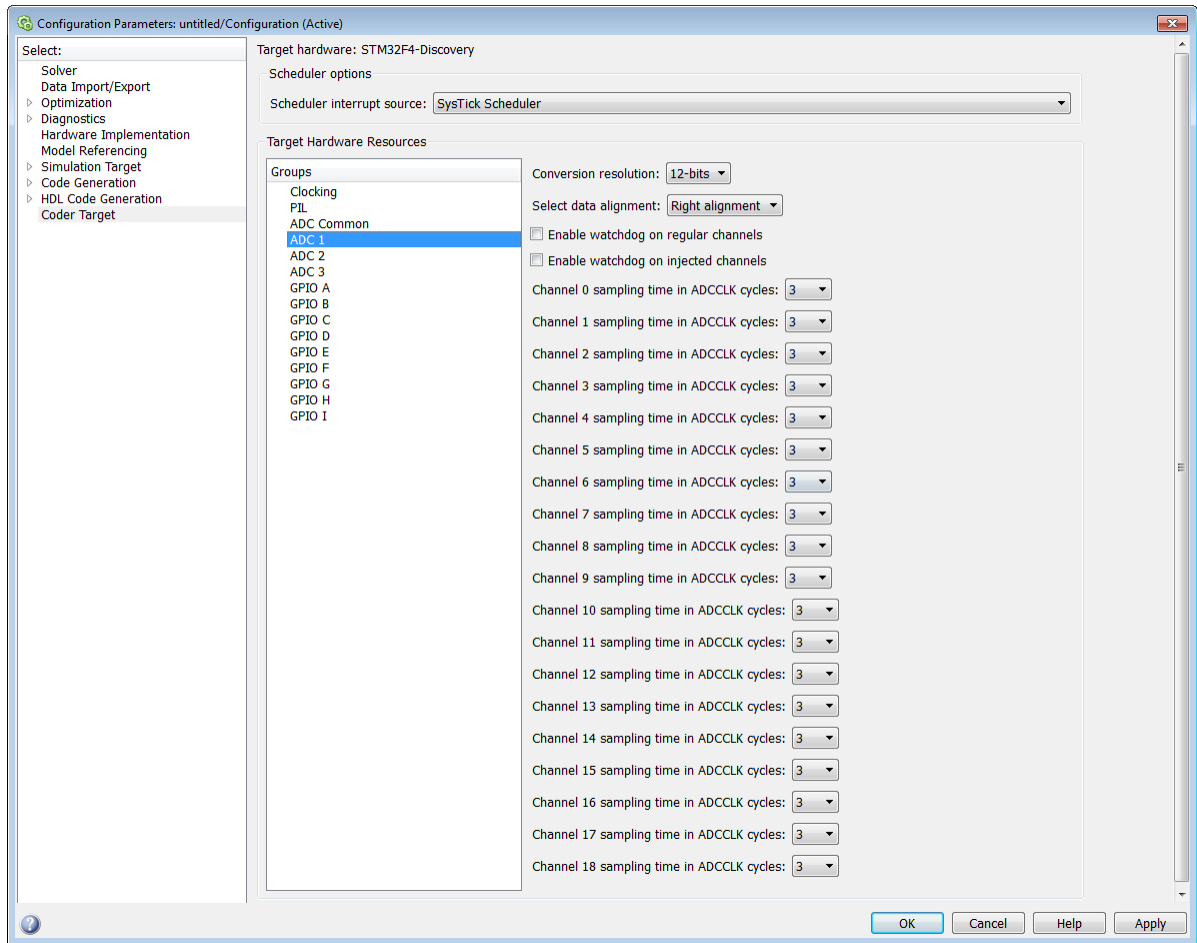 Configuration Parameters: untitled/Configuration (Active)
Select:
Solver
Data Import/Export
Optimization
Diagnostics
Hardware Implementation
Model Referencing
Simulation Target
Code Generation
HDL Code Generation
Coder Target
Target hardware: STM32F4-Discovery
Scheduler options
Scheduler interrupt source: SysTick Scheduler
Target Hardware Resources
Groups
Clocking
PIL
ADC Common
ADC 1
ADC 2
ADC 3
GPIO A
GPIO B
GPIO C
GPIO D
GPIO E
GPIO F
GPIO G
GPIO H
GPIO I
Conversion resolution: 12-bits
Select data alignment: Right alignment
Enable watchdog on regular channels
Enable watchdog on injected channels
Channel 0 sampling time in ADCCLK cycles: 3
Channel 1 sampling time in ADCCLK cycles: 3
Channel 2 sampling time in ADCCLK cycles: 3
Channel 3 sampling time in ADCCLK cycles: 3
Channel 4 sampling time in ADCCLK cycles: 3
Channel 5 sampling time in ADCCLK cycles: 3
Channel 6 sampling time in ADCCLK cycles: 3
Channel 7 sampling time in ADCCLK cycles: 3
Channel 8 sampling time in ADCCLK cycles: 3
Channel 9 sampling time in ADCCLK cycles: 3
Channel 10 sampling time in ADCCLK cycles: 3
Channel 11 sampling time in ADCCLK cycles: 3
Channel 12 sampling time in ADCCLK cycles: 3
Channel 13 sampling time in ADCCLK cycles: 3
Channel 14 sampling time in ADCCLK cycles: 3
Channel 15 sampling time in ADCCLK cycles: 3
Channel 16 sampling time in ADCCLK cycles: 3
Channel 17 sampling time in ADCCLK cycles: 3
Channel 18 sampling time in ADCCLK cycles: 3
? OK Cancel Help Apply